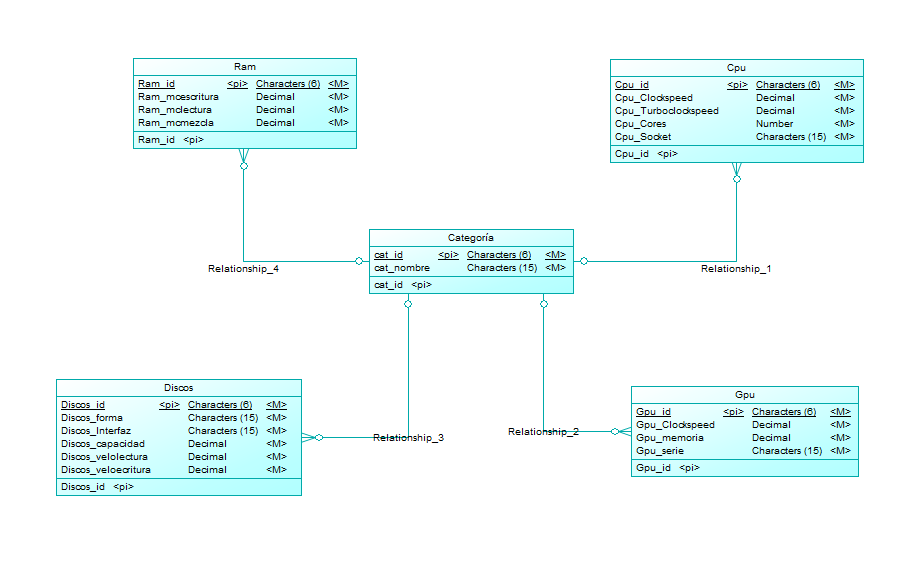 Ram
Ram_id <pi> Characters (6) <M>
Ram_mcescritura Decimal <M>
Ram_mclectura Decimal <M>
Ram_mcmezcla Decimal <M>
Ram_id <pi>
Cpu
Cpu_id <pi> Characters (6) <M>
Cpu_Clockspeed Decimal <M>
Cpu_Turboclockspeed Decimal <M>
Cpu_Cores Number <M>
Cpu_Socket Characters (15) <M>
Cpu_id <pi>
Categoría
cat_id <pi> Characters (6) <M>
cat_nombre Characters (15) <M>
cat_id <pi>
Relationship_4
Relationship_1
Discos
Discos_id <pi> Characters (6) <M>
Discos_forma Characters (15) <M>
Discos_Interfaz Characters (15) <M>
Discos_capacidad Decimal <M>
Discos_velolectura Decimal <M>
Discos_veloecritura Decimal <M>
Discos_id <pi>
Relationship_3
Relationship_2
Gpu
Gpu_id <pi> Characters (6) <M>
Gpu_Clockspeed Decimal <M>
Gpu_memoria Decimal <M>
Gpu_serie Characters (15) <M>
Gpu_id <pi>